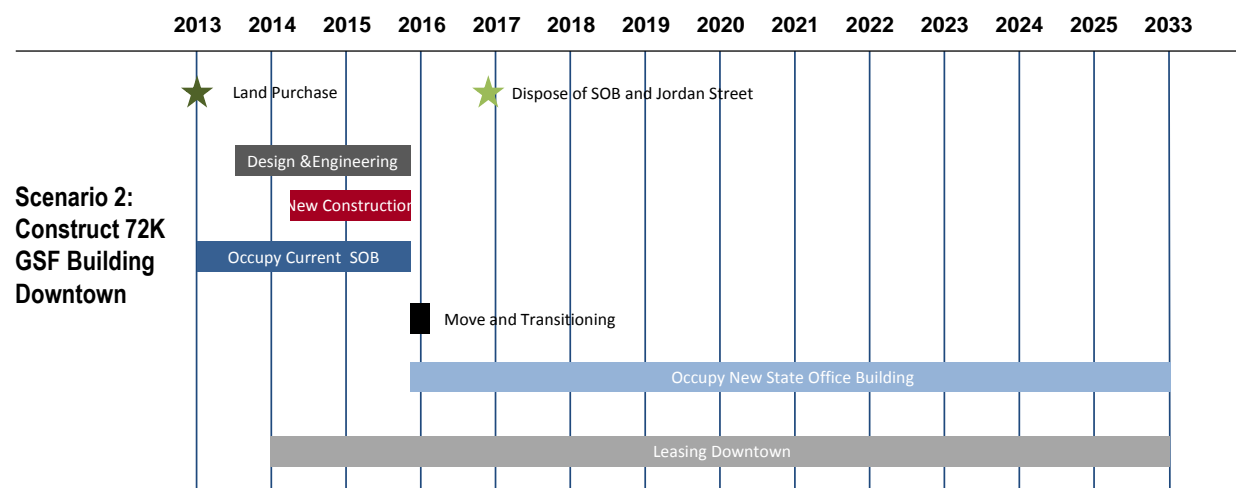 2013 2014 2015 2016 2017 2018 2019 2020 2021 2022 2023 2024 2025 2033
Land Purchase
Dispose of SOB and Jordan Street
Design &Engineering
New Construction
Scenario 2:
Construct 72K
GSF Building
Downtown
Occupy Current SOB
Move and Transitioning
Occupy New State Office Building
Leasing Downtown